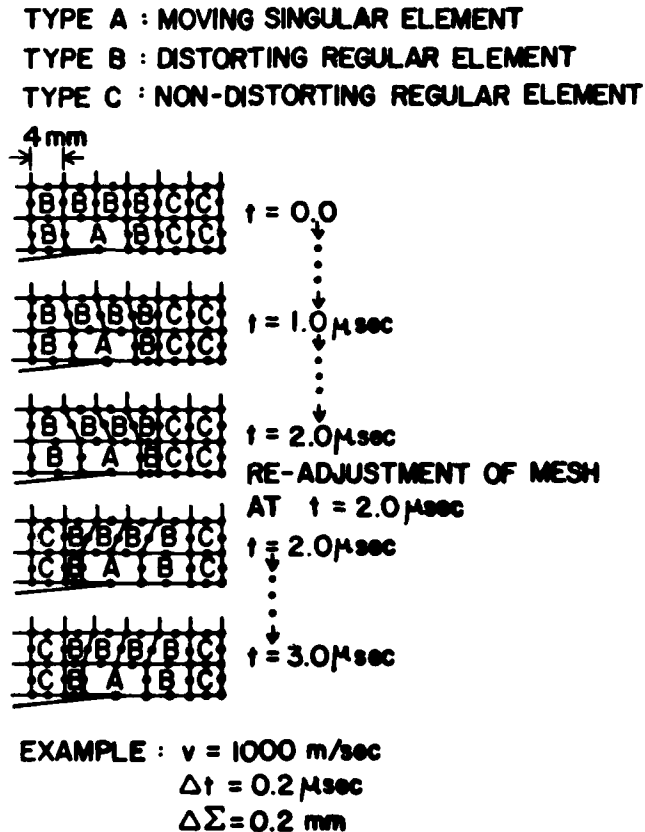 TYPE A : MOVING SINGULAR ELEMENT
TYPE B : DISTORTING REGULAR ELEMENT
TYPE C : NON-DISTORTING REGULAR ELEMENT
4 mm
B B B B C C
B A B C C
t = 0.0
B B B B C C
B A B C C
t = 1.0 μsec
B B B B C C
B A B C C
t = 2.0 μsec
RE-ADJUSTMENT OF MESH
AT t = 2.0 μsec
C B B B B C
C B A B C
t = 2.0 μsec
C B B B B C
C B A B C
t = 3.0 μsec
EXAMPLE : v = 1000 m/sec
Δt = 0.2 μsec
ΔΣ = 0.2 mm